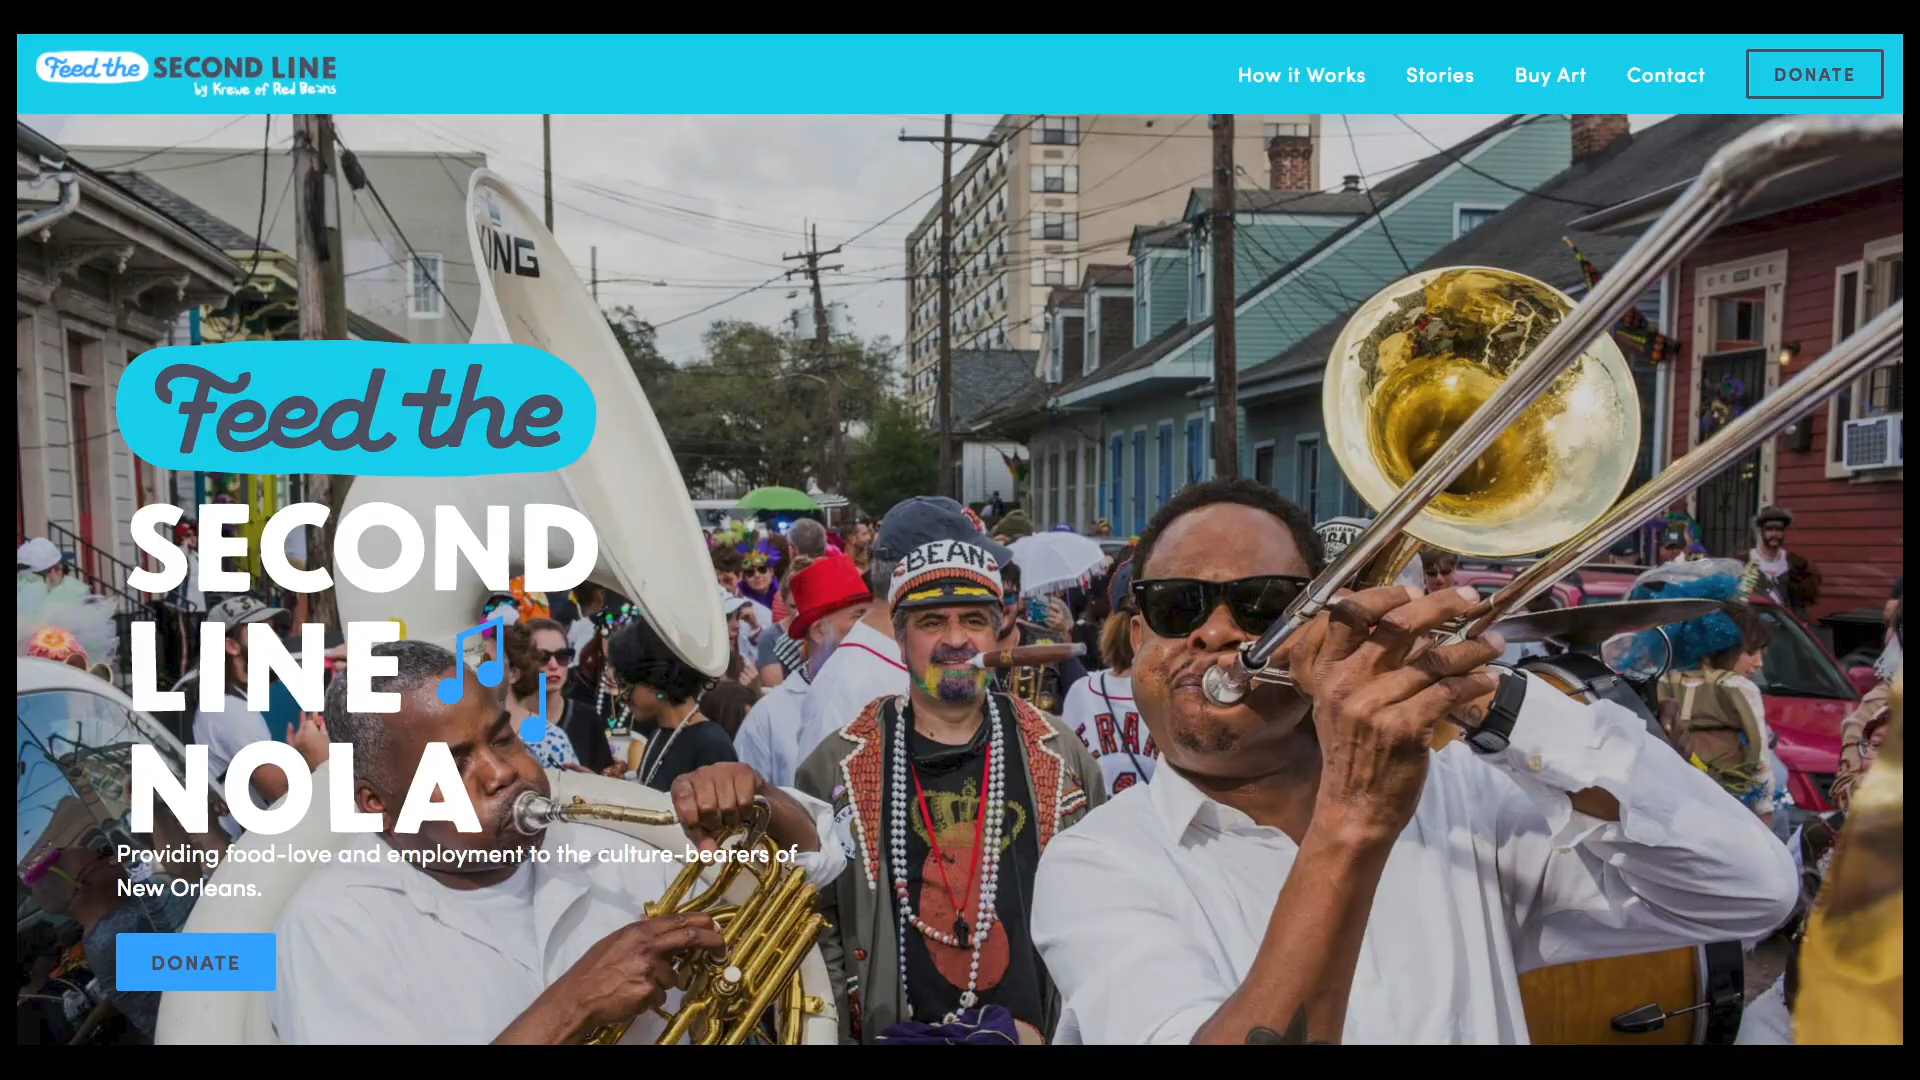 Feed the SECOND LINE
by Krewe of Red Beans
How it Works
Stories
Buy Art
Contact
DONATE
KING
Feed the
SECOND
LINE
NOLA
BEAN
Providing food-love and employment to the culture-bearers of
New Orleans.
DONATE